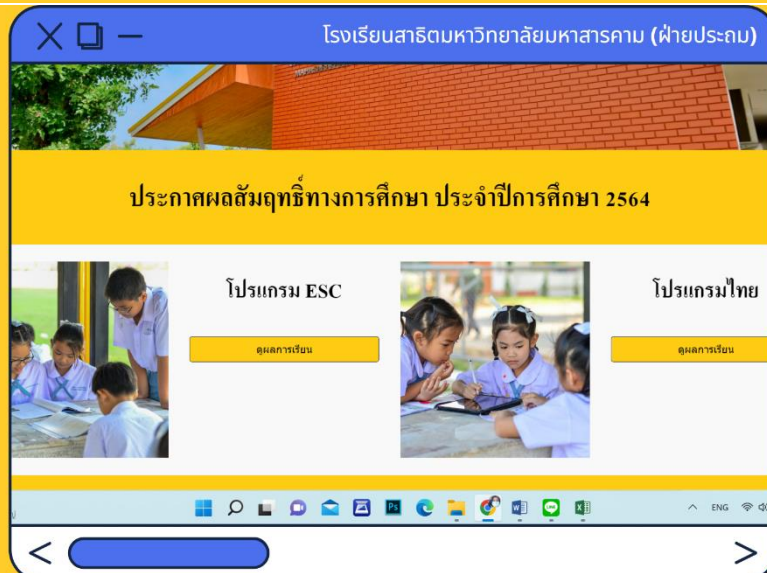 โรงเรียนสาธิตมหาวิทยาลัยมหาสารคาม (ฝ่ายประถม)
ประกาศผลสัมฤทธิ์ทางการศึกษา ประจำปีการศึกษา 2564
โปรแกรม ESC
ดูผลการเรียน
โปรแกรมไทย
ดูผลการเรียน
Ps
LINE
ENG